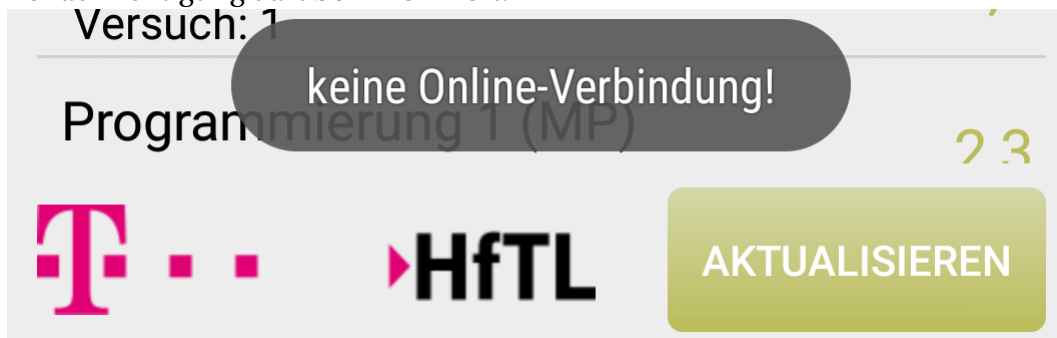 Versuch: 1
keine Online-Verbindung!
Programmierung 1 (MP)
2,3
T
HfTL
AKTUALISIEREN